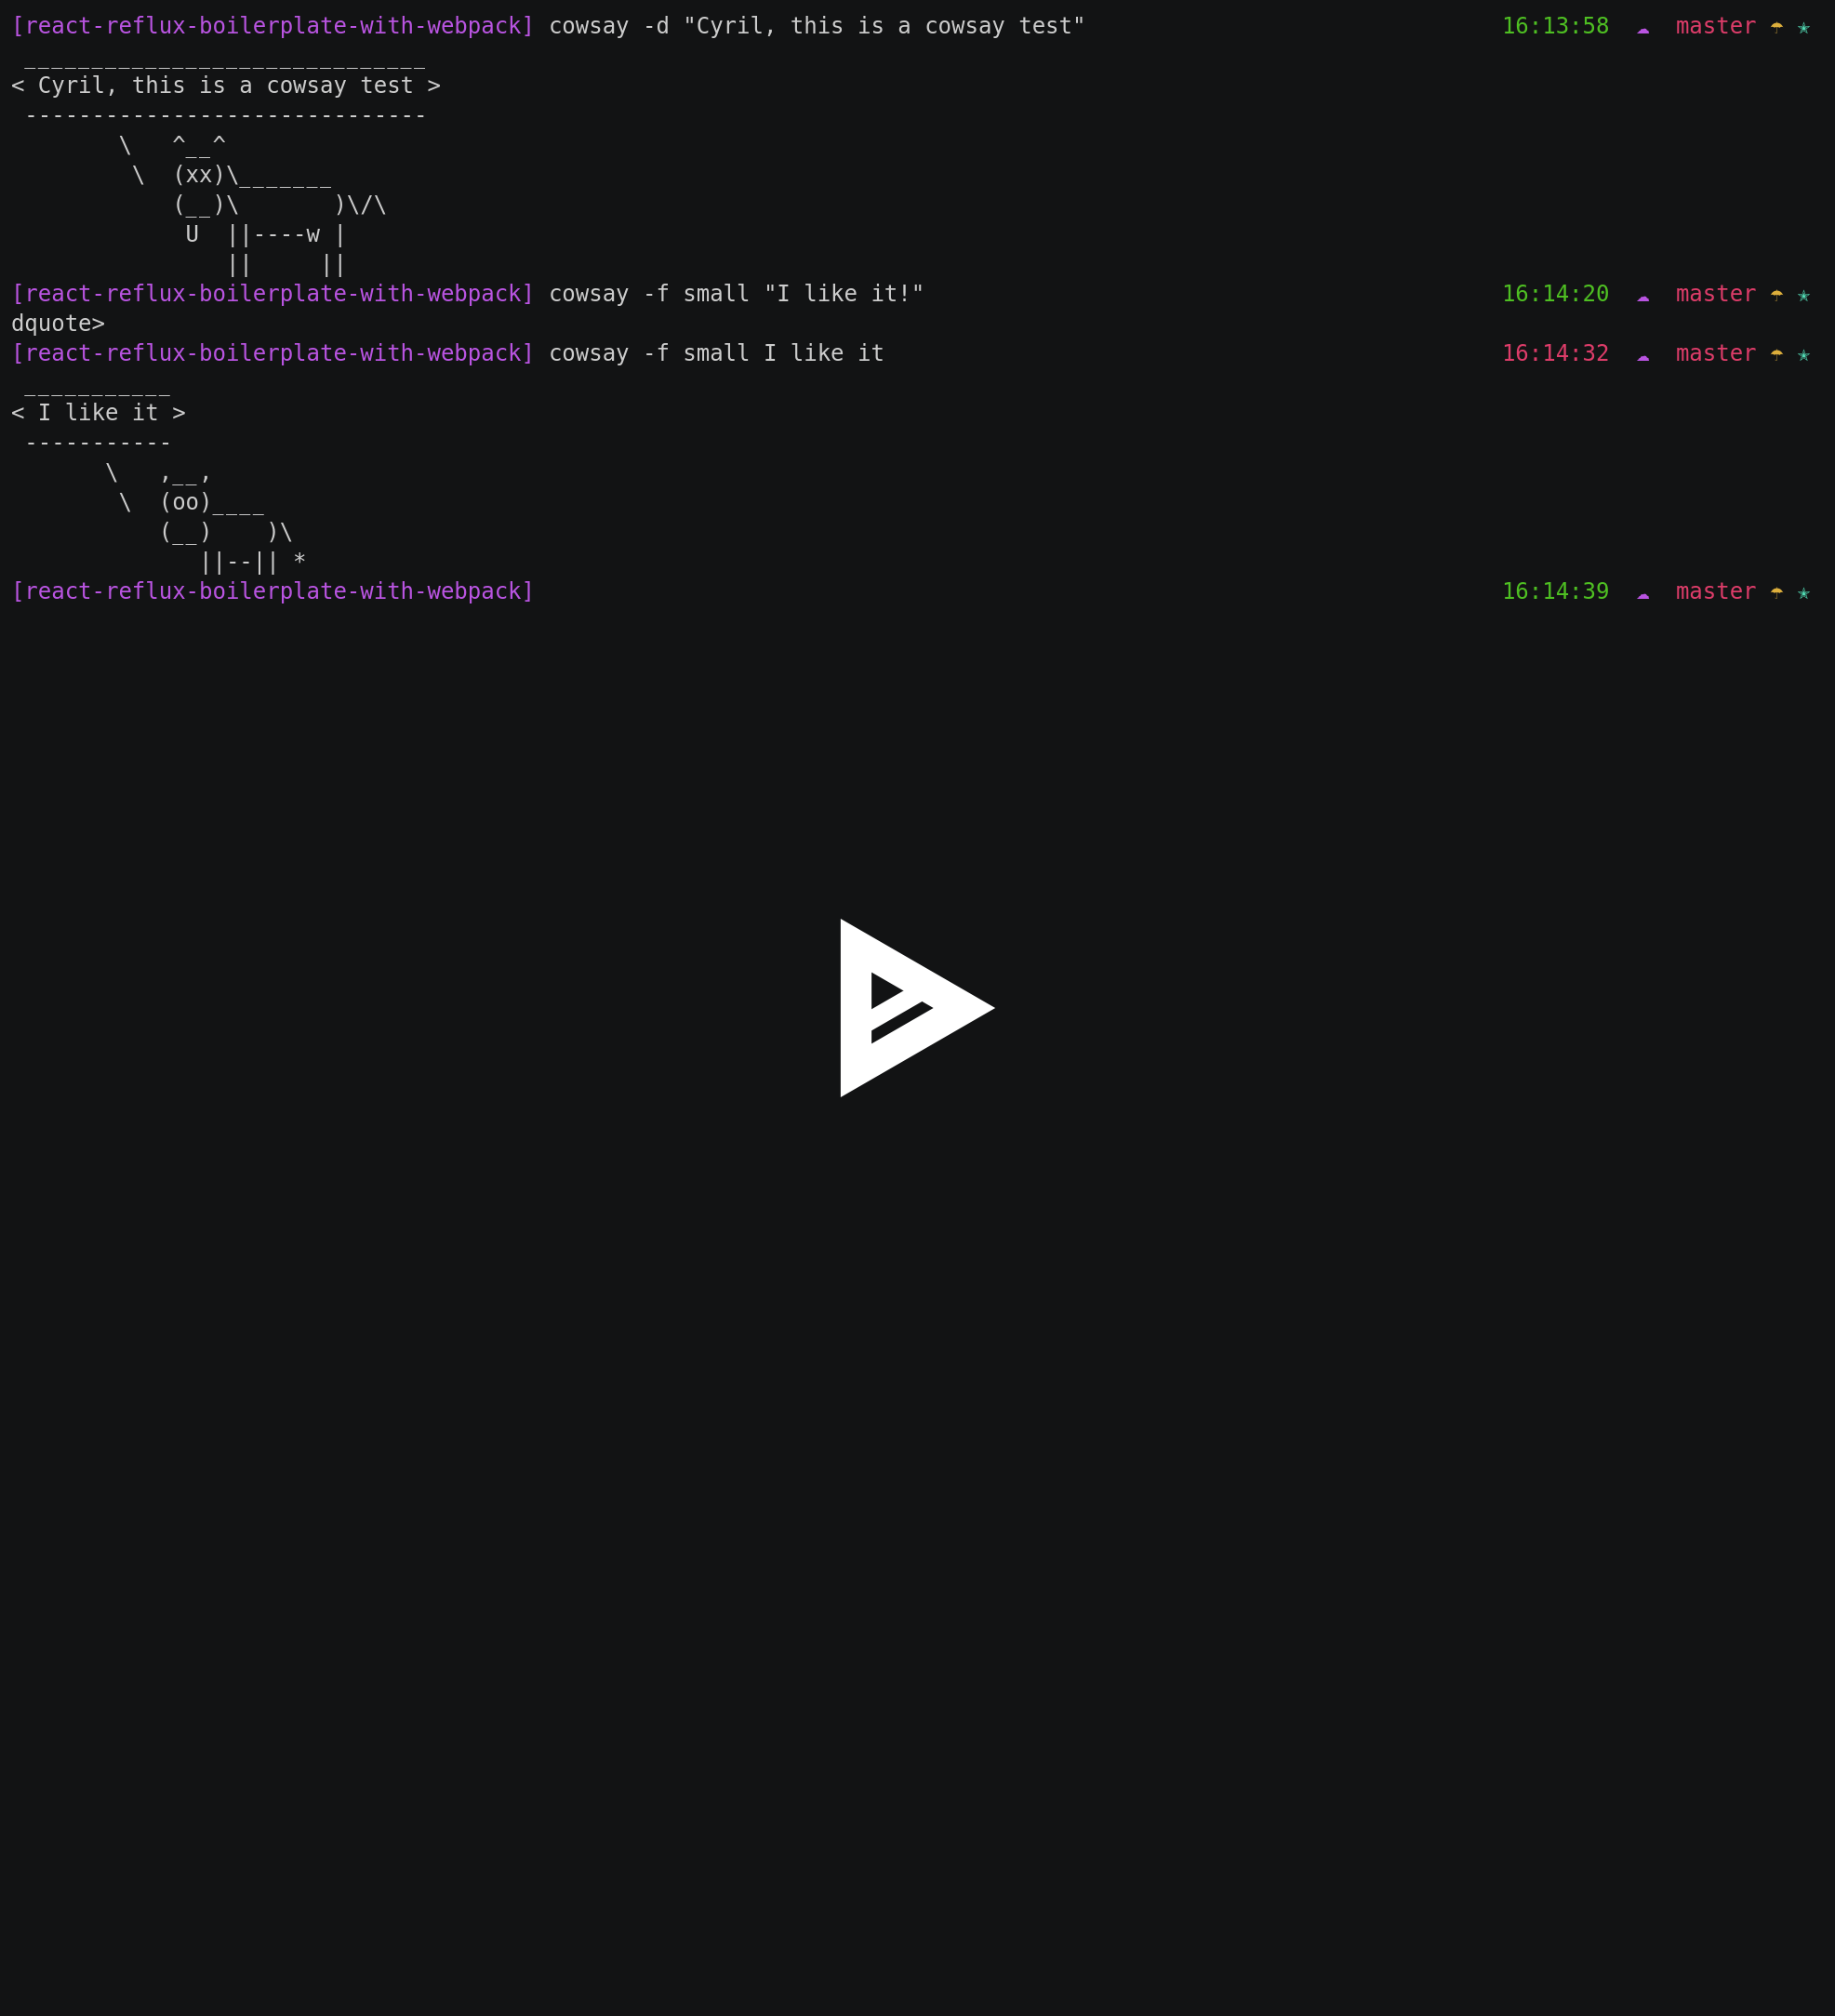 [react-reflux-boilerplate-with-webpack] cowsay -d "Cyril, this is a cowsay test" 16:13:58 ☁ master ☂ ✭
 ______________________________
< Cyril, this is a cowsay test >
 ------------------------------
        \   ^__^
         \  (xx)\_______
            (__)\       )\/\
             U  ||----w |
                ||     ||
[react-reflux-boilerplate-with-webpack] cowsay -f small "I like it!" 16:14:20 ☁ master ☂ ✭
dquote>
[react-reflux-boilerplate-with-webpack] cowsay -f small I like it 16:14:32 ☁ master ☂ ✭
 ___________
< I like it >
 -----------
       \   ,__,
        \  (oo)____
           (__)    )\
              ||--|| *
[react-reflux-boilerplate-with-webpack] 16:14:39 ☁ master ☂ ✭